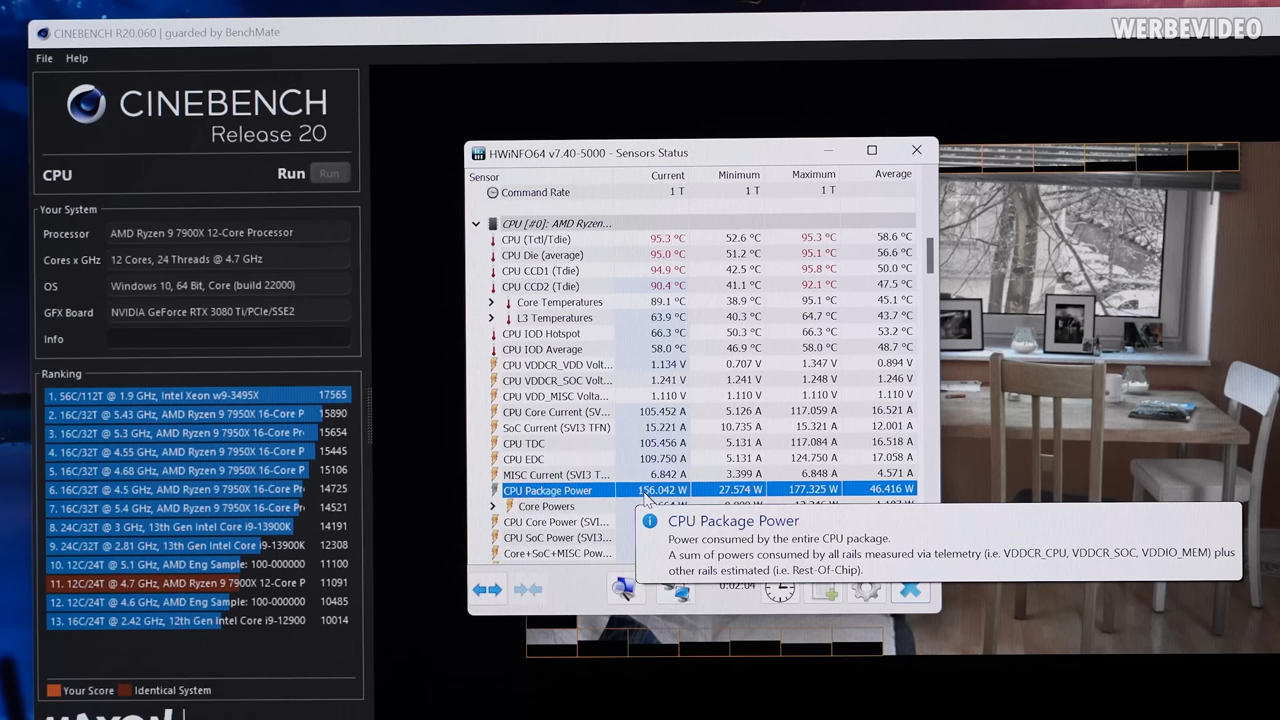 WERBEVIDEO
CINEBENCH R20.060 | guarded by BenchMate
File Help
CINEBENCH
Release 20
CPU Run Run
Your System
Processor AMD Ryzen 9 7900X 12-Core Processor
Cores x GHz 12 Cores, 24 Threads @ 4.7 GHz
OS Windows 10, 64 Bit, Core (build 22000)
GFX Board NVIDIA GeForce RTX 3080 Ti/PCIe/SSE2
Info
Ranking
1. 56C/112T @ 1.9 GHz, Intel Xeon w9-3495X 17565
2. 16C/32T @ 5.43 GHz, AMD Ryzen 9 7950X 16-Core P 15890
3. 16C/32T @ 5.3 GHz, AMD Ryzen 9 7950X 16-Core Pr 15654
4. 16C/32T @ 4.55 GHz, AMD Ryzen 9 7950X 16-Core P 15445
5. 16C/32T @ 4.68 GHz, AMD Ryzen 9 7950X 16-Core P 15106
6. 16C/32T @ 4.5 GHz, AMD Ryzen 9 7950X 16-Core Pr 14725
7. 16C/32T @ 5.4 GHz, AMD Ryzen 9 7950X 16-Core Pr 14521
8. 24C/32T @ 3 GHz, 13th Gen Intel Core i9-13900K 14191
9. 24C/32T @ 2.81 GHz, 13th Gen Intel Core i9-13900K 12308
10. 12C/24T @ 5.1 GHz, AMD Eng Sample: 100-000000 11100
11. 12C/24T @ 4.7 GHz, AMD Ryzen 9 7900X 12-Core P 11091
12. 12C/24T @ 4.6 GHz, AMD Eng Sample: 100-000000 10485
13. 16C/24T @ 2.42 GHz, 12th Gen Intel Core i9-12900 10014
Your Score Identical System
MAXON
HWiNFO64 v7.40-5000 - Sensors Status
Sensor Current Minimum Maximum Average
Command Rate 1 T 1 T 1 T
CPU [#0]: AMD Ryzen...
CPU (Tctl/Tdie) 95.3 °C 52.6 °C 95.3 °C 58.6 °C
CPU Die (average) 95.0 °C 51.2 °C 95.1 °C 56.6 °C
CPU CCD1 (Tdie) 94.9 °C 42.5 °C 95.8 °C 50.0 °C
CPU CCD2 (Tdie) 90.4 °C 41.1 °C 92.1 °C 47.5 °C
Core Temperatures 89.1 °C 38.9 °C 95.1 °C 45.1 °C
L3 Temperatures 63.9 °C 40.3 °C 64.7 °C 43.7 °C
CPU IOD Hotspot 66.3 °C 50.3 °C 66.3 °C 53.2 °C
CPU IOD Average 58.0 °C 46.9 °C 58.0 °C 48.7 °C
CPU VDDCR_VDD Volt... 1.134 V 0.707 V 1.347 V 0.894 V
CPU VDDCR_SOC Volt... 1.241 V 1.241 V 1.248 V 1.246 V
CPU VDD_MISC Volta... 1.110 V 1.110 V 1.110 V 1.110 V
CPU Core Current (SV... 105.452 A 5.126 A 117.059 A 16.521 A
SoC Current (SVI3 TFN) 15.221 A 10.735 A 15.321 A 12.001 A
CPU TDC 105.456 A 5.131 A 117.084 A 16.518 A
CPU EDC 109.750 A 5.131 A 124.750 A 17.058 A
MISC Current (SVI3 T... 6.842 A 3.399 A 6.848 A 4.571 A
CPU Package Power 156.042 W 27.574 W 177.325 W 46.416 W
Core Powers
CPU Core Power (SVI...
CPU SoC Power (SVI3...
Core+SoC+MISC Pow...
CPU Package Power
Power consumed by the entire CPU package.
A sum of powers consumed by all rails measured via telemetry (i.e. VDDCR_CPU, VDDCR_SOC, VDDIO_MEM) plus
other rails estimated (i.e. Rest-Of-Chip).
0:02:04